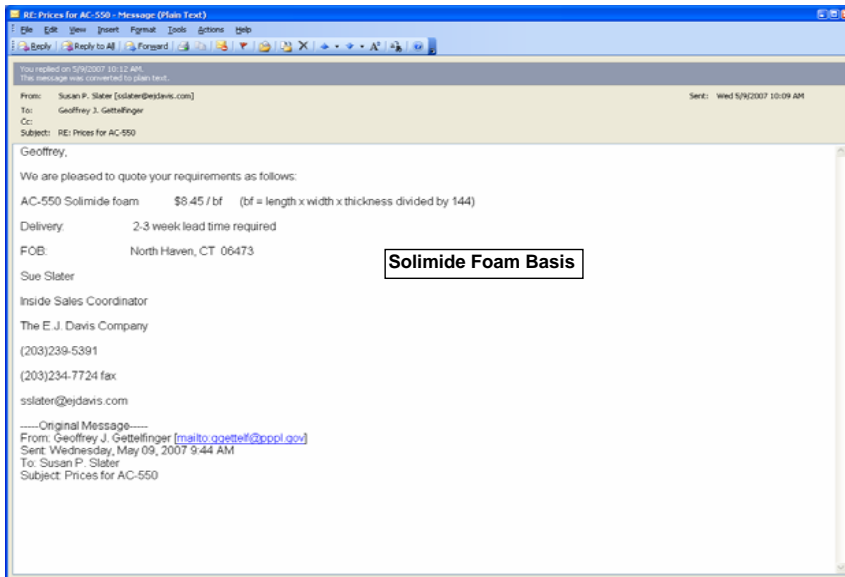 RE: Prices for AC-550 - Message (Plain Text)
File Edit View Insert Format Tools Actions Help
Reply Reply to All Forward
You replied on 5/9/2007 10:12 AM.
This message was converted to plain text.
From: Susan P. Slater [sslater@ejdavis.com] Sent: Wed 5/9/2007 10:09 AM
To: Geoffrey J. Gettelfinger
Cc:
Subject: RE: Prices for AC-550
Geoffrey,
We are pleased to quote your requirements as follows:
AC-550 Solimide foam $8.45 / bf (bf = length x width x thickness divided by 144)
Delivery: 2-3 week lead time required
FOB: North Haven, CT 06473
Solimide Foam Basis
Sue Slater
Inside Sales Coordinator
The E.J. Davis Company
(203)239-5391
(203)234-7724 fax
sslater@ejdavis.com
-----Original Message-----
From: Geoffrey J. Gettelfinger [mailto:ggettelf@pppl.gov]
Sent: Wednesday, May 09, 2007 9:44 AM
To: Susan P. Slater
Subject: Prices for AC-550